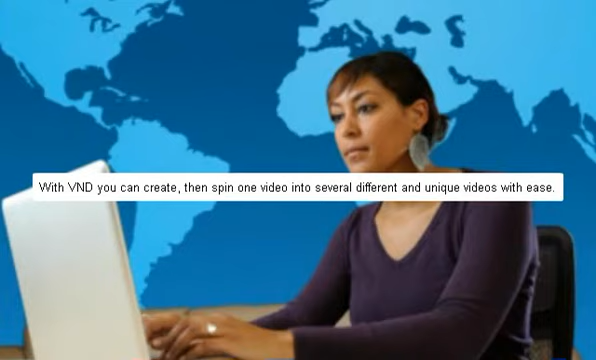 With VND you can create, then spin one video into several different and unique videos with ease.